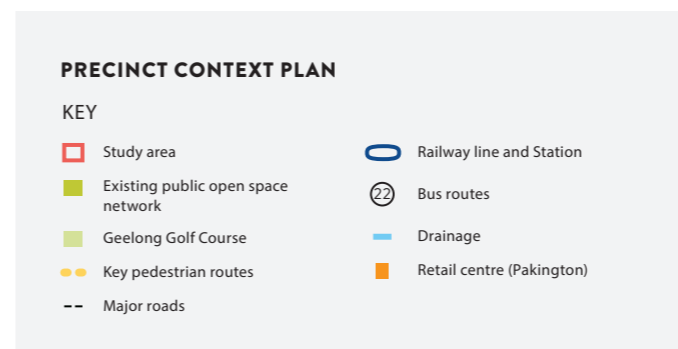 PRECINCT CONTEXT PLAN
KEY
Study area
Existing public open space
network
Geelong Golf Course
Key pedestrian routes
Major roads
Railway line and Station
22 Bus routes
Drainage
Retail centre (Pakington)